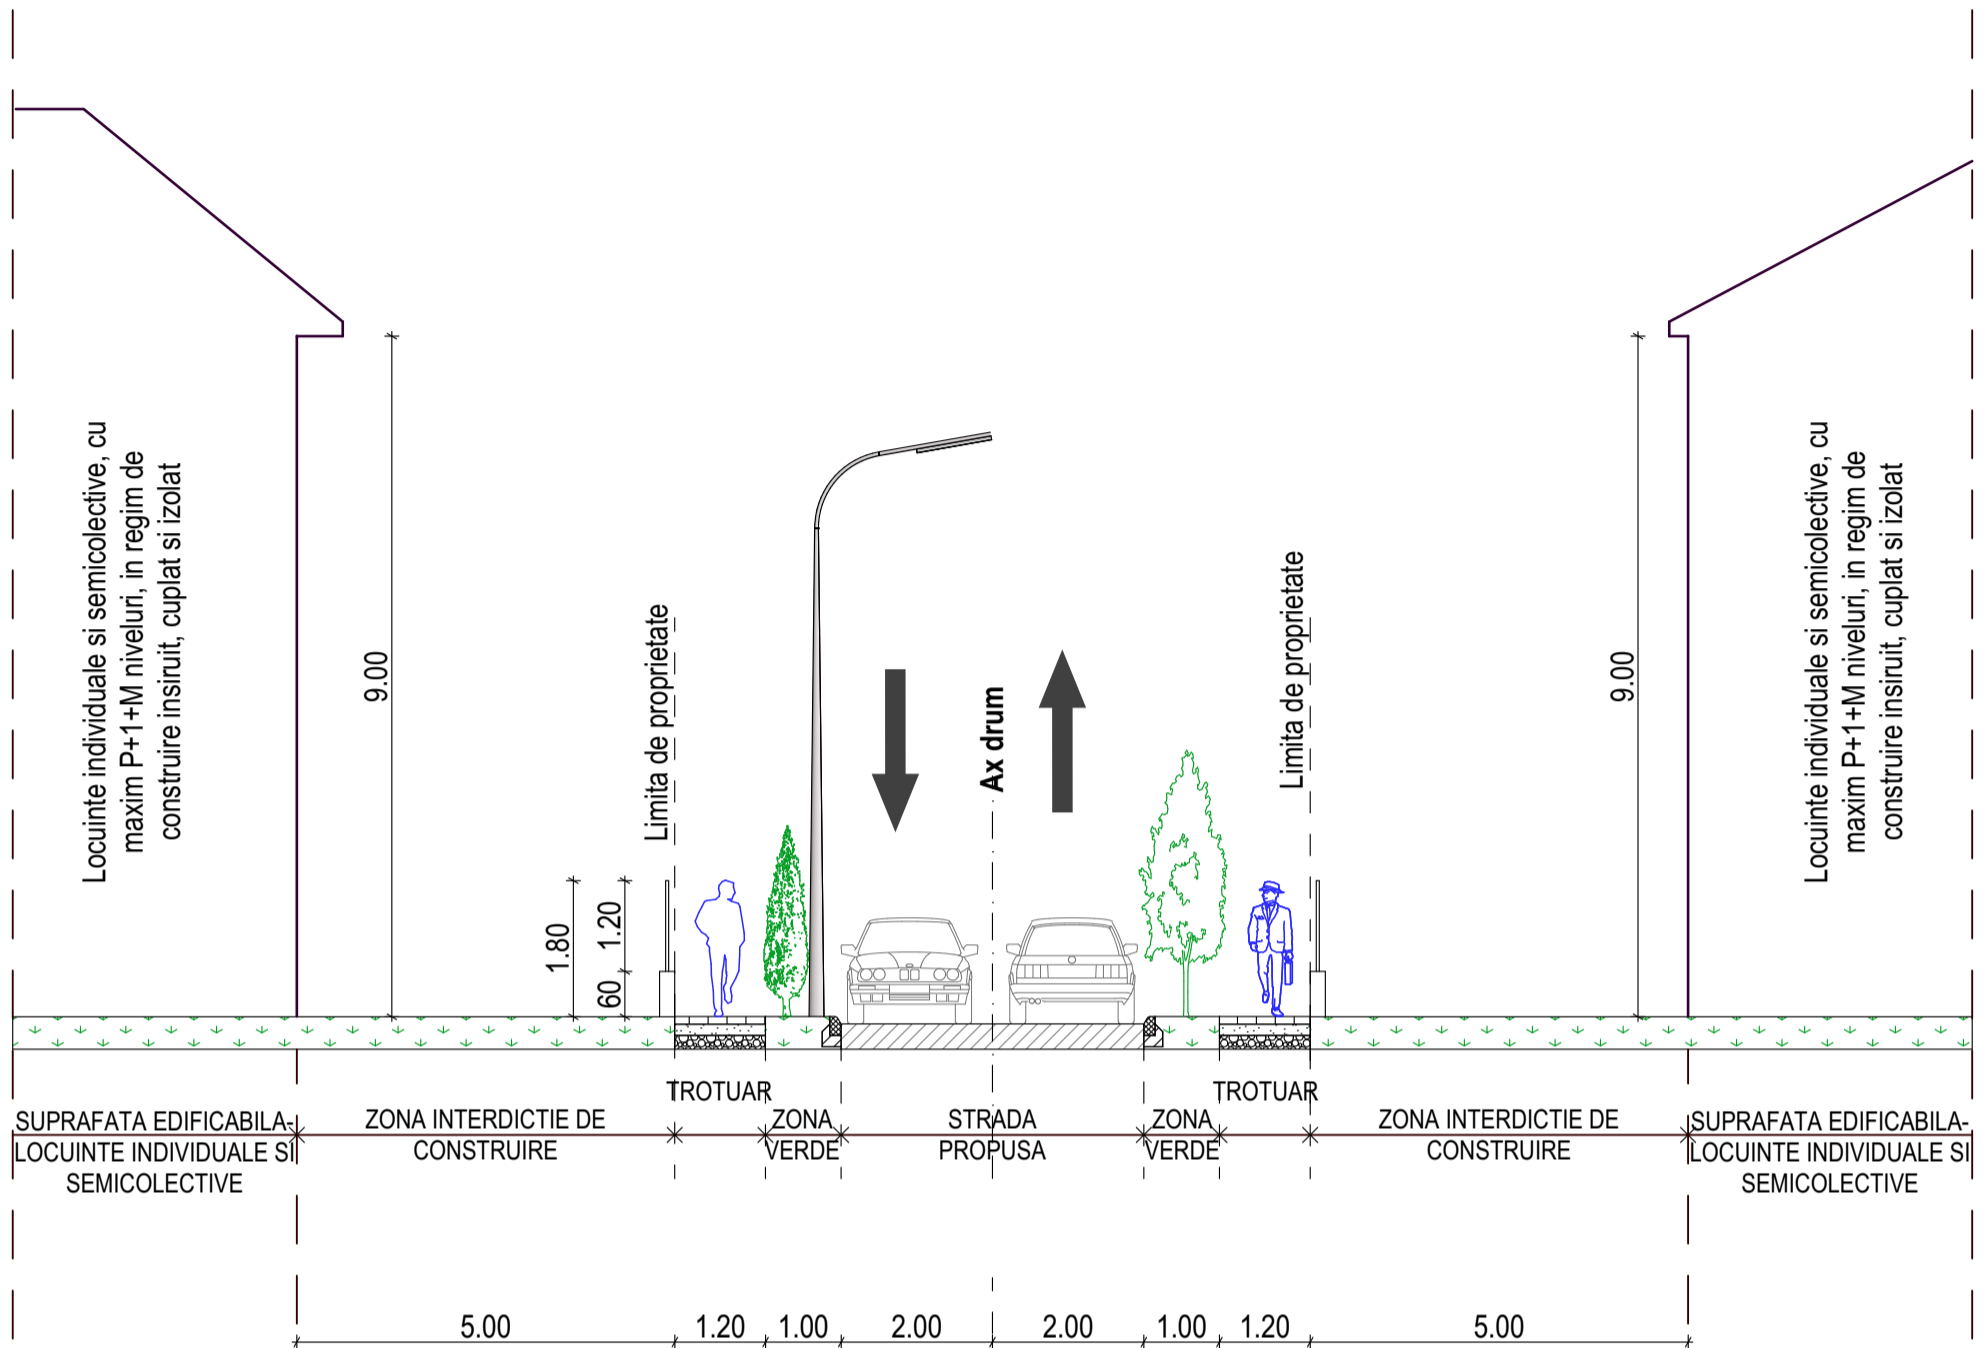 Locuinte individuale si semicolective, cu
maxim P+1+M niveluri, in regim de
construire insiruit, cuplat si izolat
9.00
Limita de proprietate
1.80
1.20
60
Ax drum
Limita de proprietate
9.00
Locuinte individuale si semicolective, cu
maxim P+1+M niveluri, in regim de
construire insiruit, cuplat si izolat
SUPRAFATA EDIFICABILA-
LOCUINTE INDIVIDUALE SI
SEMICOLECTIVE
ZONA INTERDICTIE DE
CONSTRUIRE
TROTUAR
ZONA
VERDE
STRADA
PROPUSA
ZONA
VERDE
TROTUAR
ZONA INTERDICTIE DE
CONSTRUIRE
SUPRAFATA EDIFICABILA-
LOCUINTE INDIVIDUALE SI
SEMICOLECTIVE
5.00 1.20 1.00 2.00 2.00 1.00 1.20 5.00